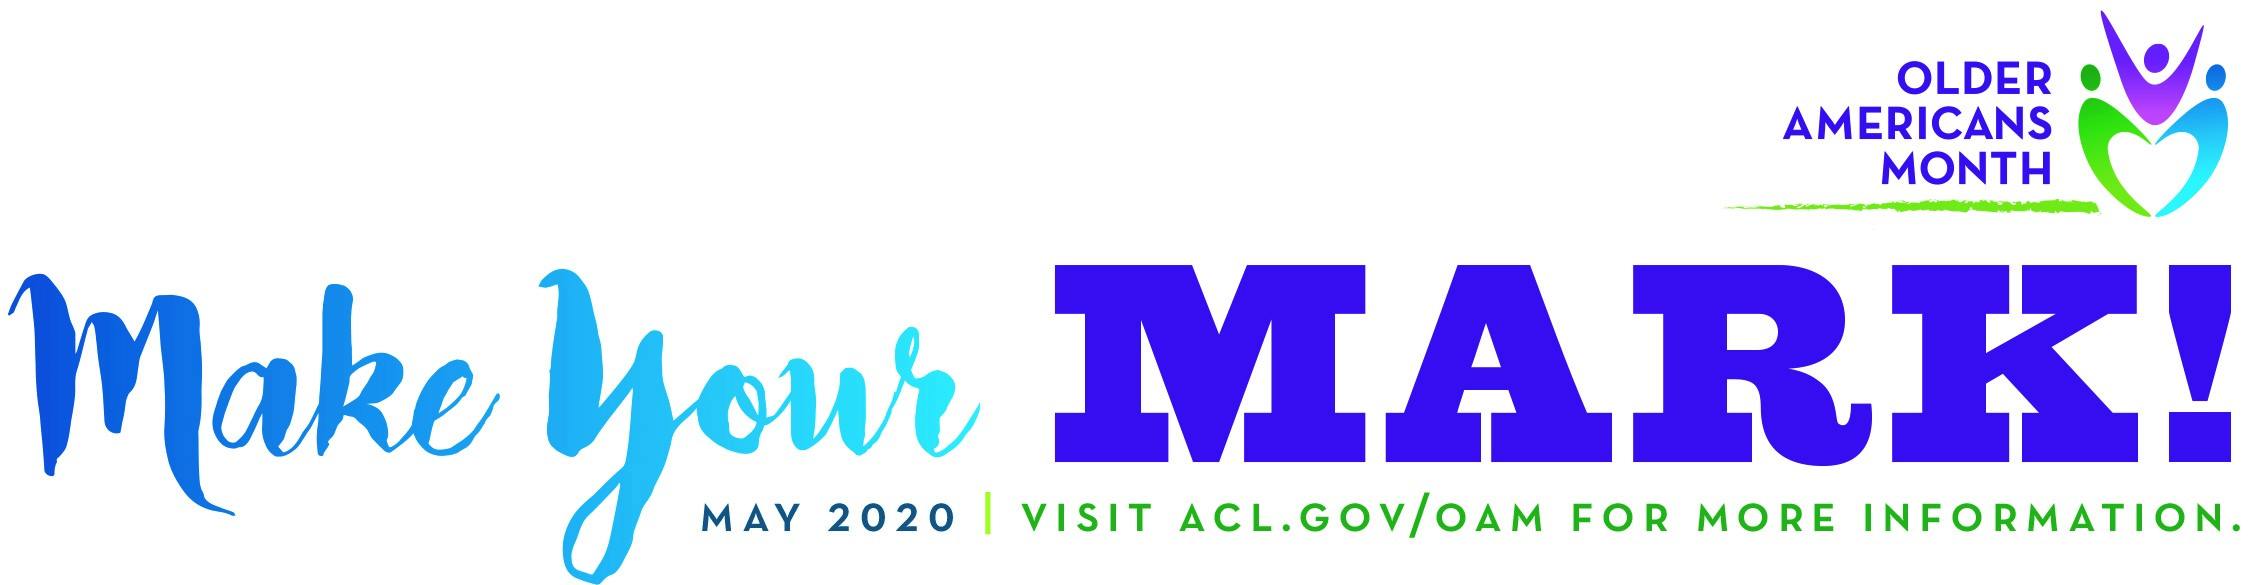 OLDER
AMERICANS
MONTH
Make Your MARK!
MAY 2020 | VISIT ACL.GOV/OAM FOR MORE INFORMATION.